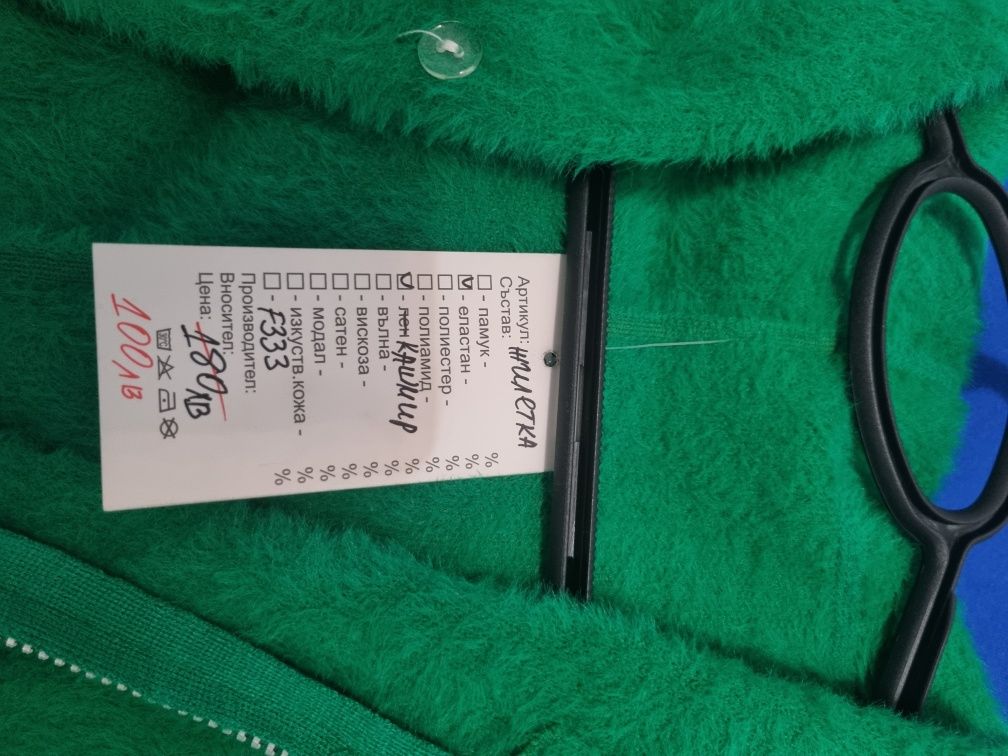 Артикул: жилетка
Състав:
☐ - памук - %
☑ - еластан - %
☐ - полиестер - %
☐ - полиамид - %
☑ - лен кашмир %
☐ - вълна - %
☐ - вискоза - %
☐ - сатен - %
☐ - модал - %
☐ - изкуств.кожа - %
☐ - F333 %
Производител:
Вносител:
Цена: 180лв
100лв